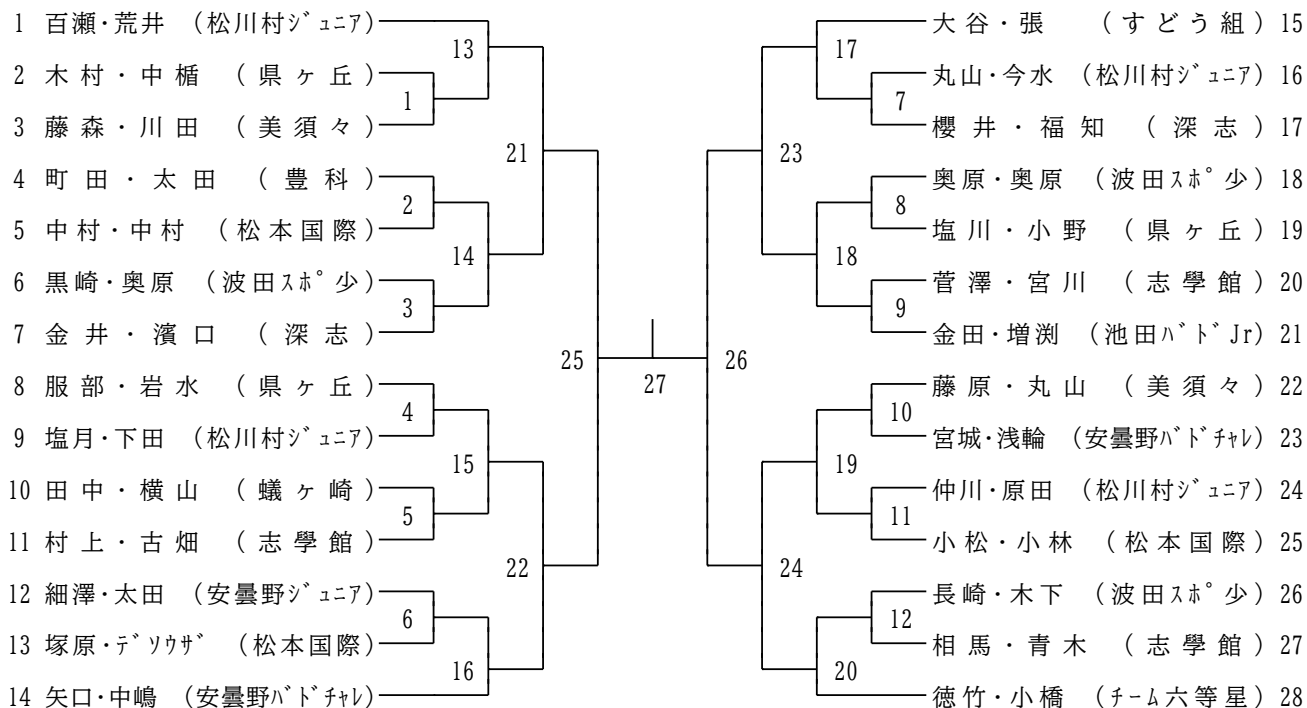 1 百瀬・荒井 (松川村ｼﾞｭﾆｱ)
2 木村・中楯 (県ヶ丘)
3 藤森・川田 (美須々)
4 町田・太田 (豊科)
5 中村・中村 (松本国際)
6 黒崎・奥原 (波田ｽﾎﾟ少)
7 金井・濱口 (深志)
8 服部・岩水 (県ヶ丘)
9 塩月・下田 (松川村ｼﾞｭﾆｱ)
10 田中・横山 (蟻ヶ崎)
11 村上・古畑 (志學館)
12 細澤・太田 (安曇野ｼﾞｭﾆｱ)
13 塚原・ﾃﾞｿｳｻﾞ (松本国際)
14 矢口・中嶋 (安曇野ﾊﾞﾄﾞﾁｬﾚ)
13
1
21
2
14
3
25
4
15
5
22
6
16
27
17
7
23
8
18
9
26
10
19
11
24
12
20
大谷・張 (すどう組) 15
丸山・今水 (松川村ｼﾞｭﾆｱ) 16
櫻井・福知 (深志) 17
奥原・奥原 (波田ｽﾎﾟ少) 18
塩川・小野 (県ヶ丘) 19
菅澤・宮川 (志學館) 20
金田・増渕 (池田ﾊﾞﾄﾞJr) 21
藤原・丸山 (美須々) 22
宮城・浅輪 (安曇野ﾊﾞﾄﾞﾁｬﾚ) 23
仲川・原田 (松川村ｼﾞｭﾆｱ) 24
小松・小林 (松本国際) 25
長崎・木下 (波田ｽﾎﾟ少) 26
相馬・青木 (志學館) 27
徳竹・小橋 (ﾁｰﾑ六等星) 28